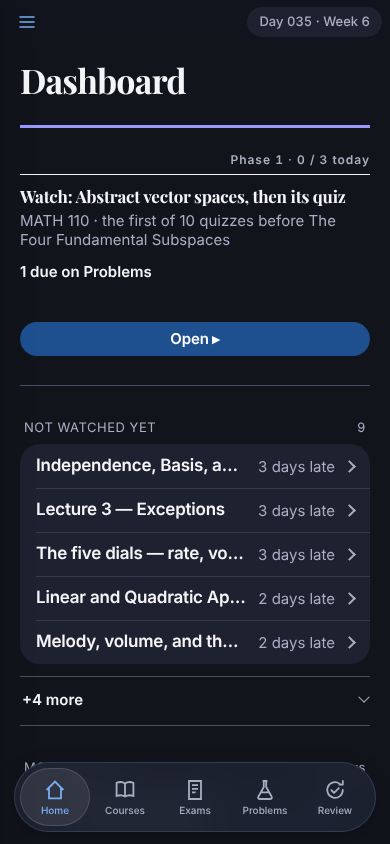 Day 035 · Week 6
Dashboard
Phase 1 · 0 / 3 today
Watch: Abstract vector spaces, then its quiz
MATH 110 · the first of 10 quizzes before The
Four Fundamental Subspaces
1 due on Problems
Open ▸
NOT WATCHED YET 9
Independence, Basis, a... 3 days late
Lecture 3 — Exceptions 3 days late
The five dials — rate, vo... 3 days late
Linear and Quadratic Ap... 2 days late
Melody, volume, and th... 2 days late
+4 more
Home Courses Exams Problems Review